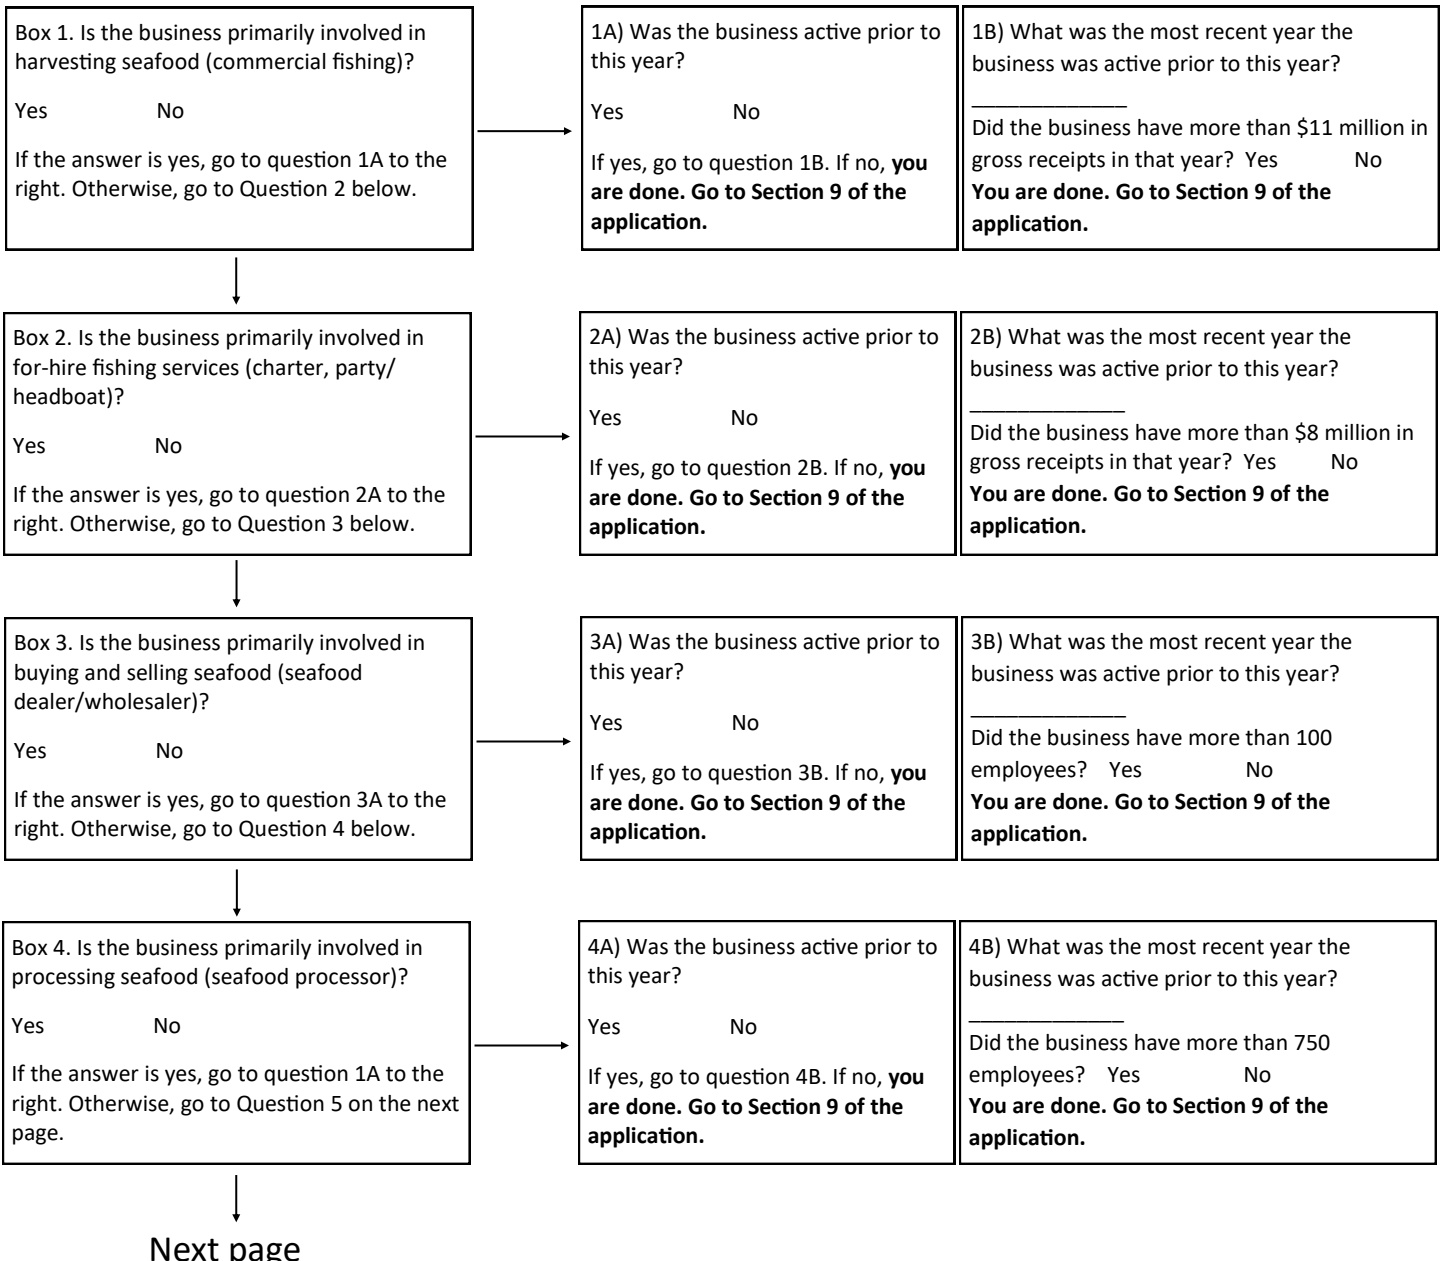 Box 1. Is the business primarily involved in
harvesting seafood (commercial fishing)?
Yes No
If the answer is yes, go to question 1A to the
right. Otherwise, go to Question 2 below.
1A) Was the business active prior to
this year?
Yes No
If yes, go to question 1B. If no, you
are done. Go to Section 9 of the
application.
1B) What was the most recent year the
business was active prior to this year?
_____________
Did the business have more than $11 million in
gross receipts in that year? Yes No
You are done. Go to Section 9 of the
application.
Box 2. Is the business primarily involved in
for-hire fishing services (charter, party/
headboat)?
Yes No
If the answer is yes, go to question 2A to the
right. Otherwise, go to Question 3 below.
2A) Was the business active prior to
this year?
Yes No
If yes, go to question 2B. If no, you
are done. Go to Section 9 of the
application.
2B) What was the most recent year the
business was active prior to this year?
_____________
Did the business have more than $8 million in
gross receipts in that year? Yes No
You are done. Go to Section 9 of the
application.
Box 3. Is the business primarily involved in
buying and selling seafood (seafood
dealer/wholesaler)?
Yes No
If the answer is yes, go to question 3A to the
right. Otherwise, go to Question 4 below.
3A) Was the business active prior to
this year?
Yes No
If yes, go to question 3B. If no, you
are done. Go to Section 9 of the
application.
3B) What was the most recent year the
business was active prior to this year?
_____________
Did the business have more than 100
employees? Yes No
You are done. Go to Section 9 of the
application.
Box 4. Is the business primarily involved in
processing seafood (seafood processor)?
Yes No
If the answer is yes, go to question 1A to the
right. Otherwise, go to Question 5 on the next
page.
4A) Was the business active prior to
this year?
Yes No
If yes, go to question 4B. If no, you
are done. Go to Section 9 of the
application.
4B) What was the most recent year the
business was active prior to this year?
_____________
Did the business have more than 750
employees? Yes No
You are done. Go to Section 9 of the
application.
Next page